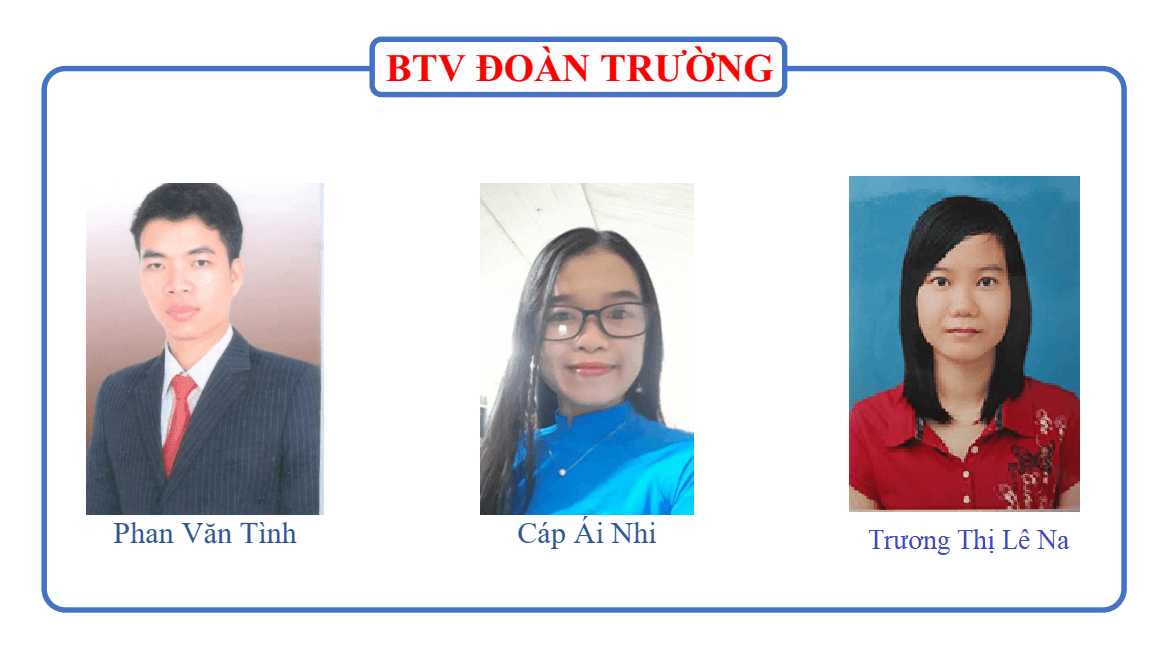 BTV ĐOÀN TRƯỜNG
Phan Văn Tình
Cáp Ái Nhi
Trương Thị Lê Na